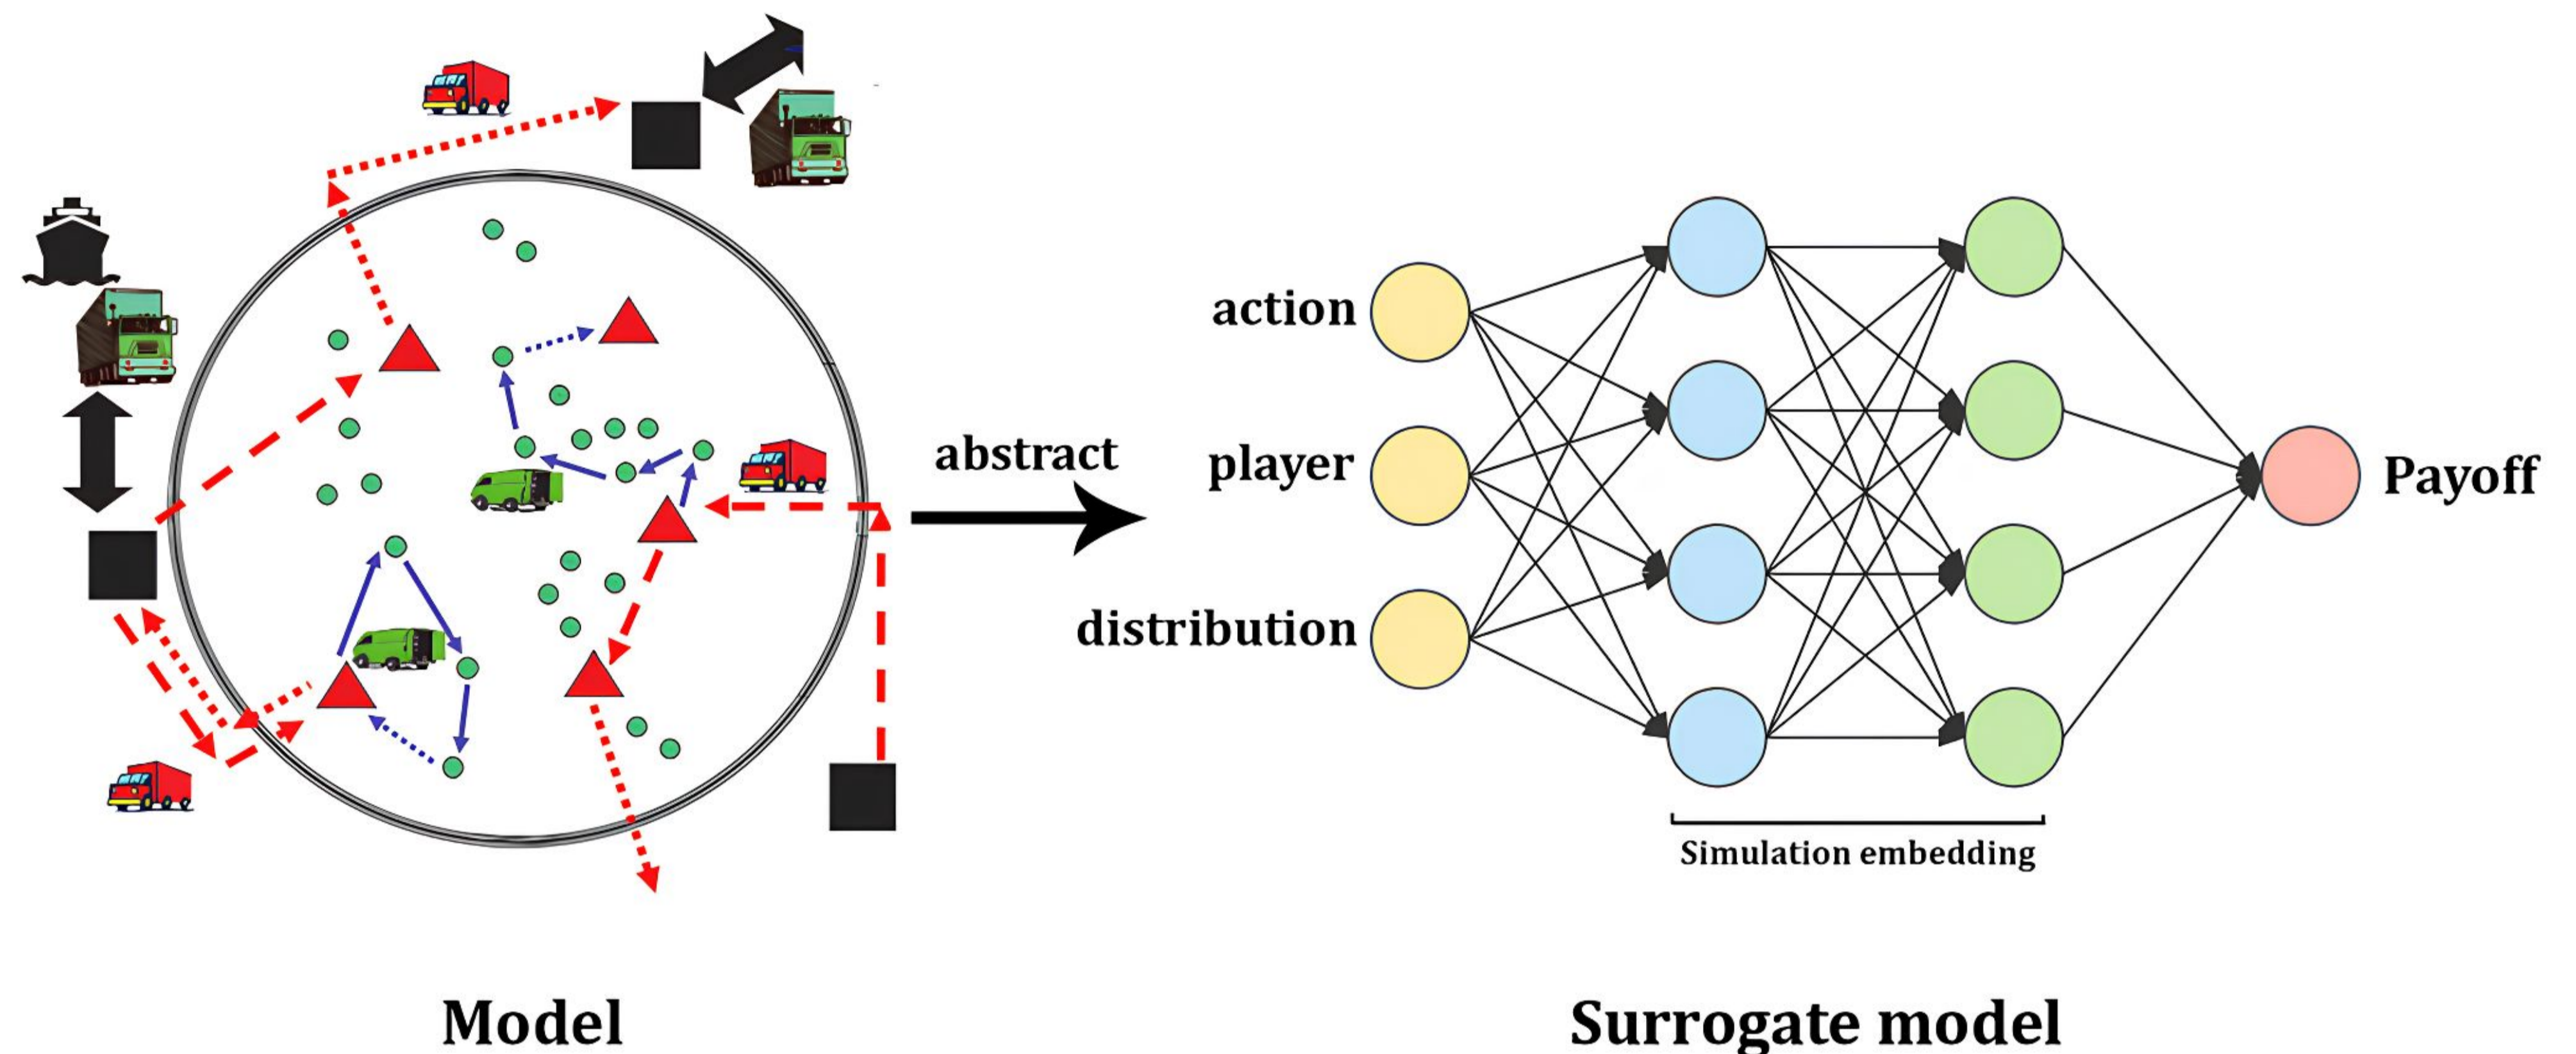 abstract
action
player
distribution
Payoff
Simulation embedding
Model
Surrogate model